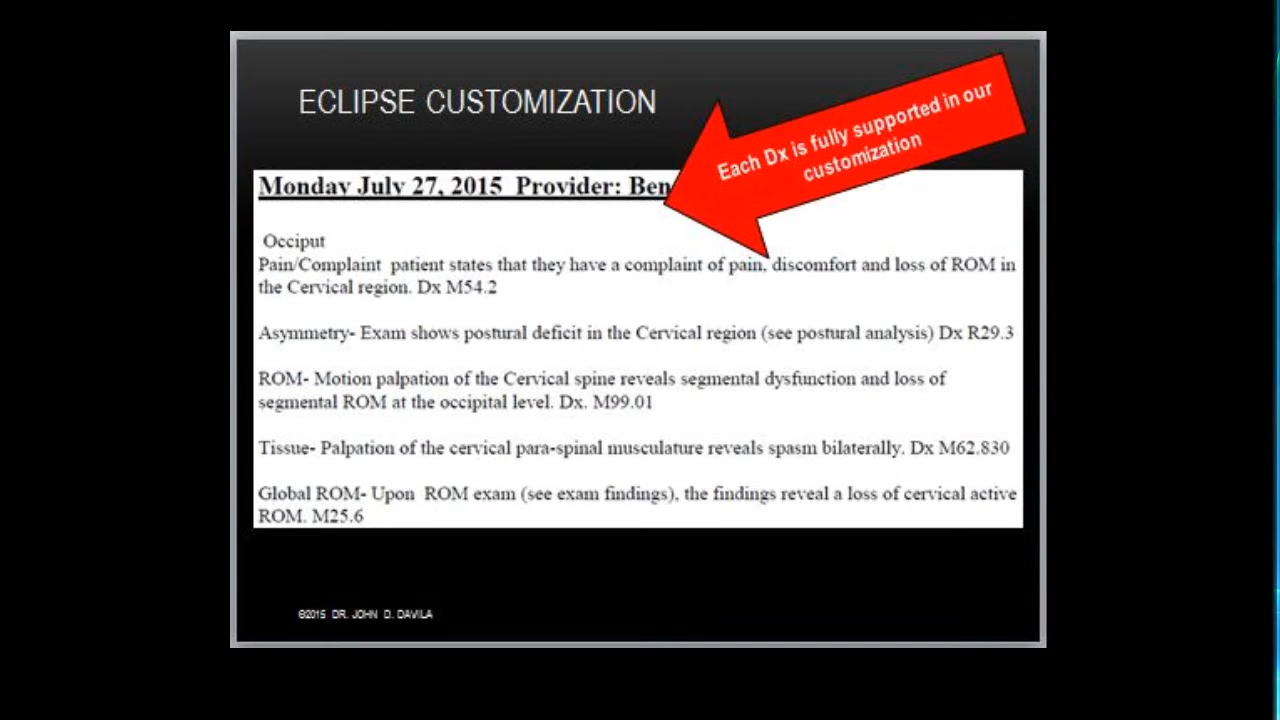 ECLIPSE CUSTOMIZATION
Each Dx is fully supported in our
customization
Monday July 27, 2015 Provider: Ben
Occiput
Pain/Complaint patient states that they have a complaint of pain, discomfort and loss of ROM in
the Cervical region. Dx M54.2
Asymmetry- Exam shows postural deficit in the Cervical region (see postural analysis) Dx R29.3
ROM- Motion palpation of the Cervical spine reveals segmental dysfunction and loss of
segmental ROM at the occipital level. Dx. M99.01
Tissue- Palpation of the cervical para-spinal musculature reveals spasm bilaterally. Dx M62.830
Global ROM- Upon ROM exam (see exam findings), the findings reveal a loss of cervical active
ROM. M25.6
©2015 DR. JOHN D. DAVILA